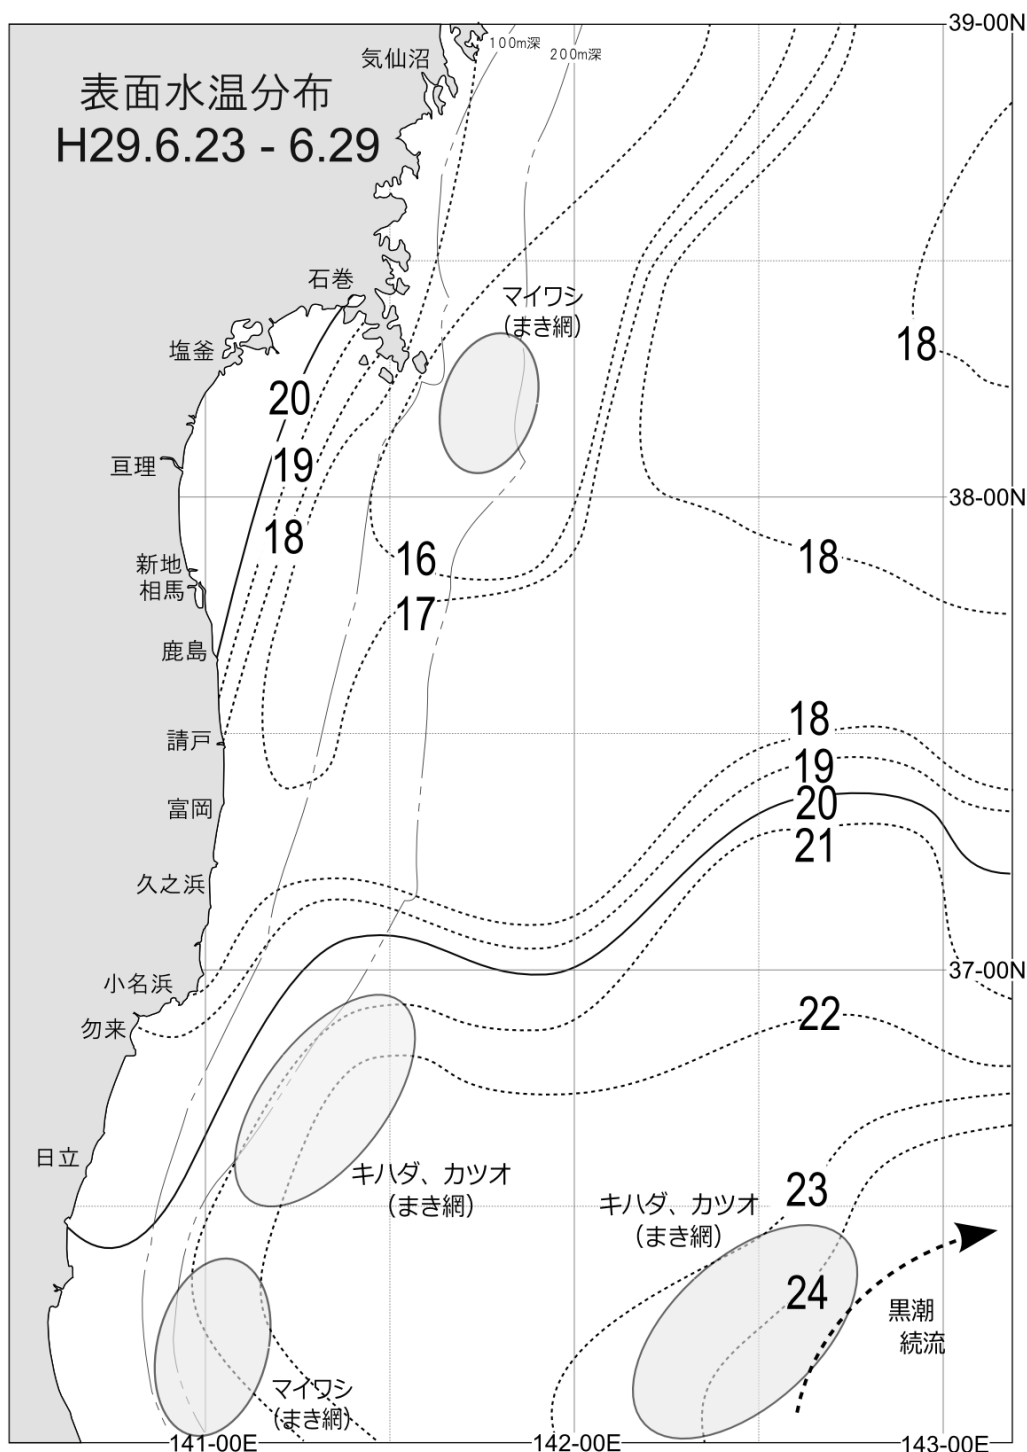 39-00N
100m深
200m深
気仙沼
表面水温分布
H29.6.23 - 6.29
石巻
マイワシ
(まき網)
18
塩釜
20
19
亘理
38-00N
18
新地
16
18
相馬
17
鹿島
18
請戸
19
富岡
20
21
久之浜
37-00N
小名浜
22
勿来
日立
キハダ、カツオ
(まき網)
キハダ、カツオ
(まき網)
23
24
黒潮
続流
マイワシ
(まき網)
141-00E
142-00E
143-00E